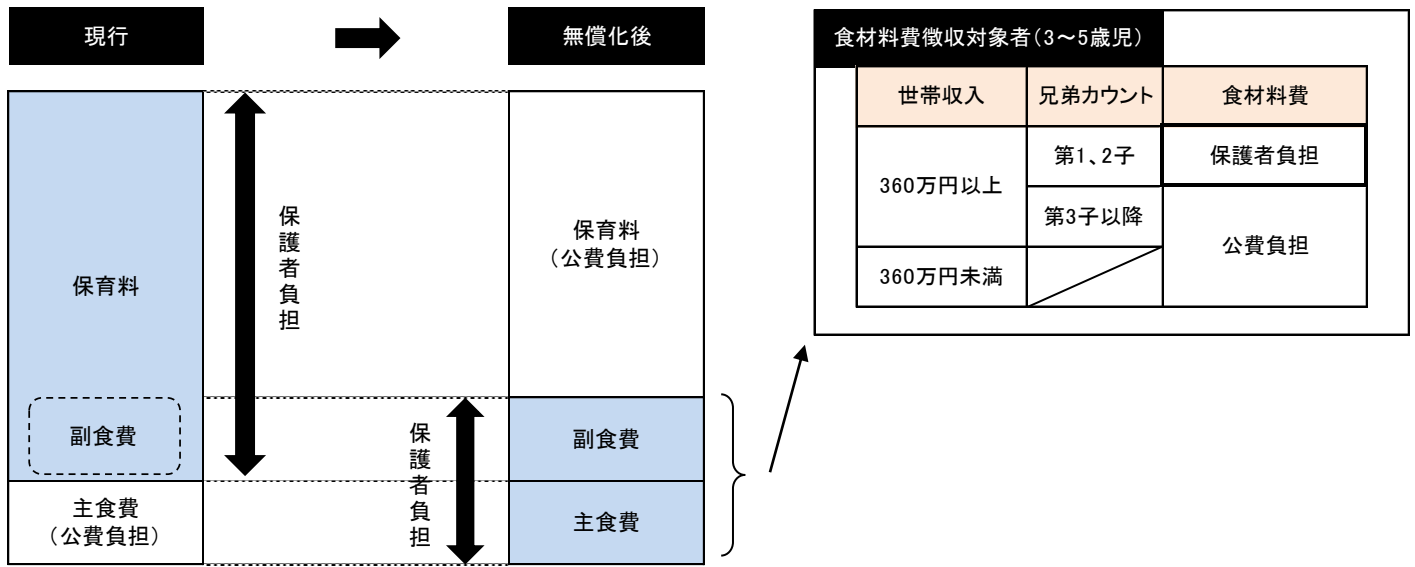 現行
無償化後
保育料
副食費
主食費
（公費負担）
保護者負担
保護者負担
保育料
（公費負担）
副食費
主食費
食材料費徴収対象者（3～5歳児）
世帯収入 兄弟カウント 食材料費
360万円以上 第1、2子 保護者負担
第3子以降 公費負担
360万円未満